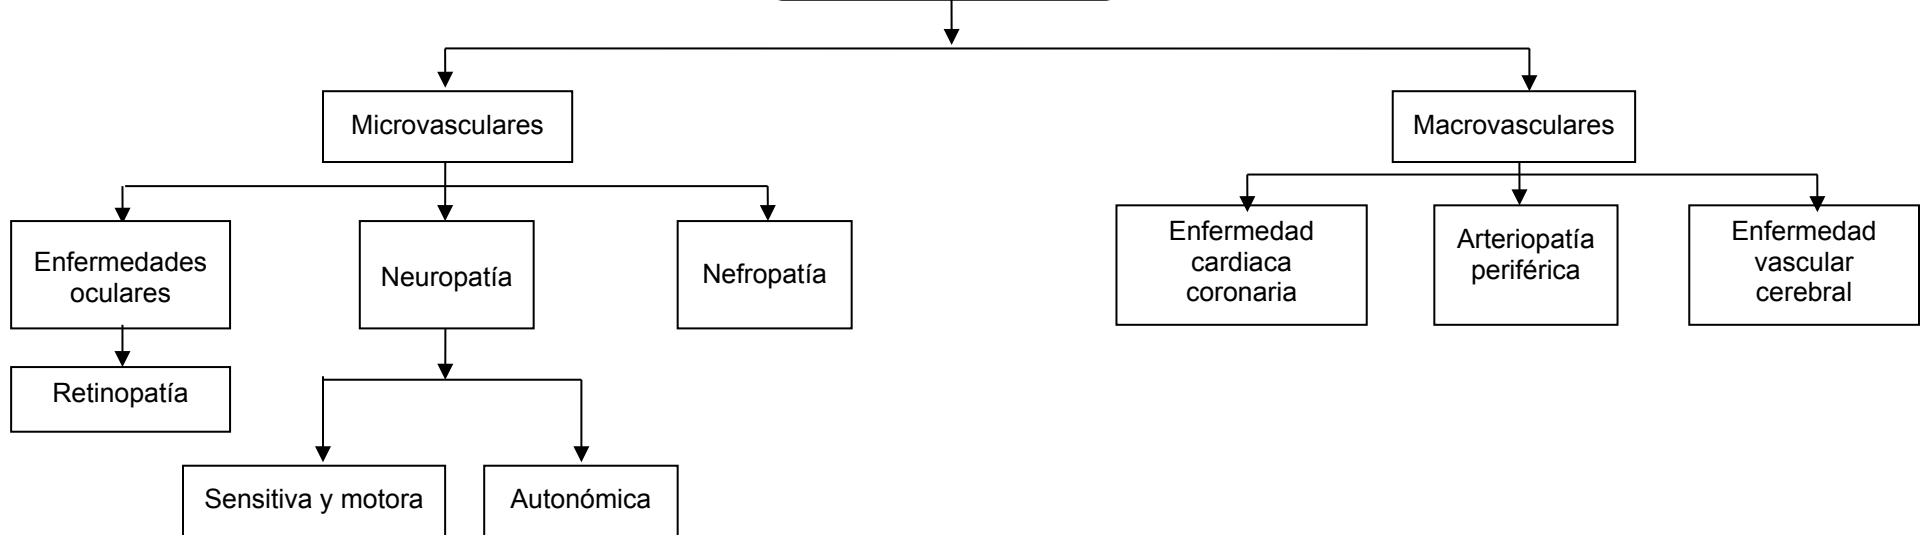 Microvasculares
Macrovasculares
Enfermedades
oculares
Neuropatía
Nefropatía
Enfermedad
cardiaca
coronaria
Arteriopatía
periférica
Enfermedad
vascular
cerebral
Retinopatía
Sensitiva y motora
Autonómica